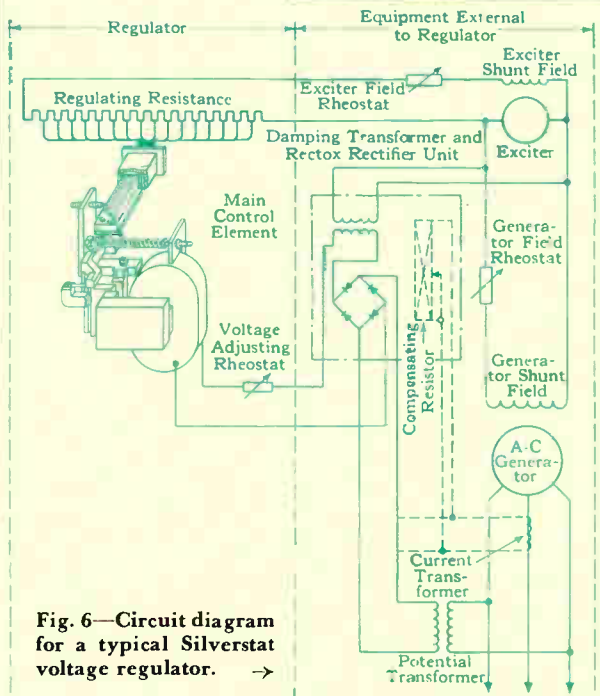 Regulator
Equipment External
to Regulator
Exciter
Shunt Field
Exciter Field
Rheostat
Regulating Resistance
Exciter
Damping Transformer and
Rectox Rectifier Unit
Main
Control
Element
Genera-
tor Field
Rheostat
Voltage
Adjusting
Rheostat
Compensating
Resistor
Genera-
tor Shunt
Field
A-C
Genera-
tor
Current
Trans-
former
Potential
Transformer
Fig. 6—Circuit diagram
for a typical Silverstat
voltage regulator. →